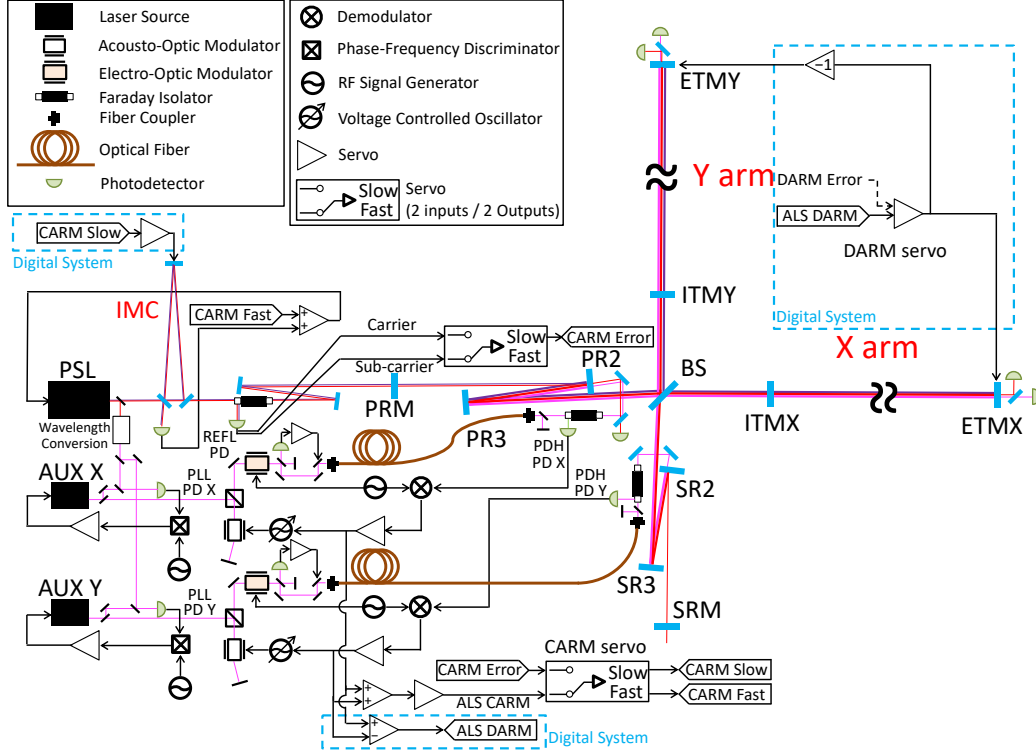 Laser Source
Acousto-Optic Modulator
Electro-Optic Modulator
Faraday Isolator
Fiber Coupler
Optical Fiber
Photodetector
Demodulator
Phase-Frequency Discriminator
RF Signal Generator
Voltage Controlled Oscillator
Servo
Slow
Fast
Servo
(2 inputs / 2 Outputs)
−1
ETMY
Y arm
DARM Error
ALS DARM
DARM servo
Digital System
CARM Slow
Digital System
IMC
CARM Fast
+
+
Carrier
Sub-carrier
Slow
Fast
CARM Error
ITMY
X arm
PSL
Wavelength
Conversion
REFL
PD
PRM
PR2
PR3
BS
ITMX
ETMX
AUX X
PLL
PD X
PDH
PD X
PDH
PD Y
SR2
SR3
SRM
AUX Y
PLL
PD Y
CARM servo
CARM Error
Slow
Fast
CARM Slow
CARM Fast
+
+
ALS CARM
+
−
ALS DARM
Digital System